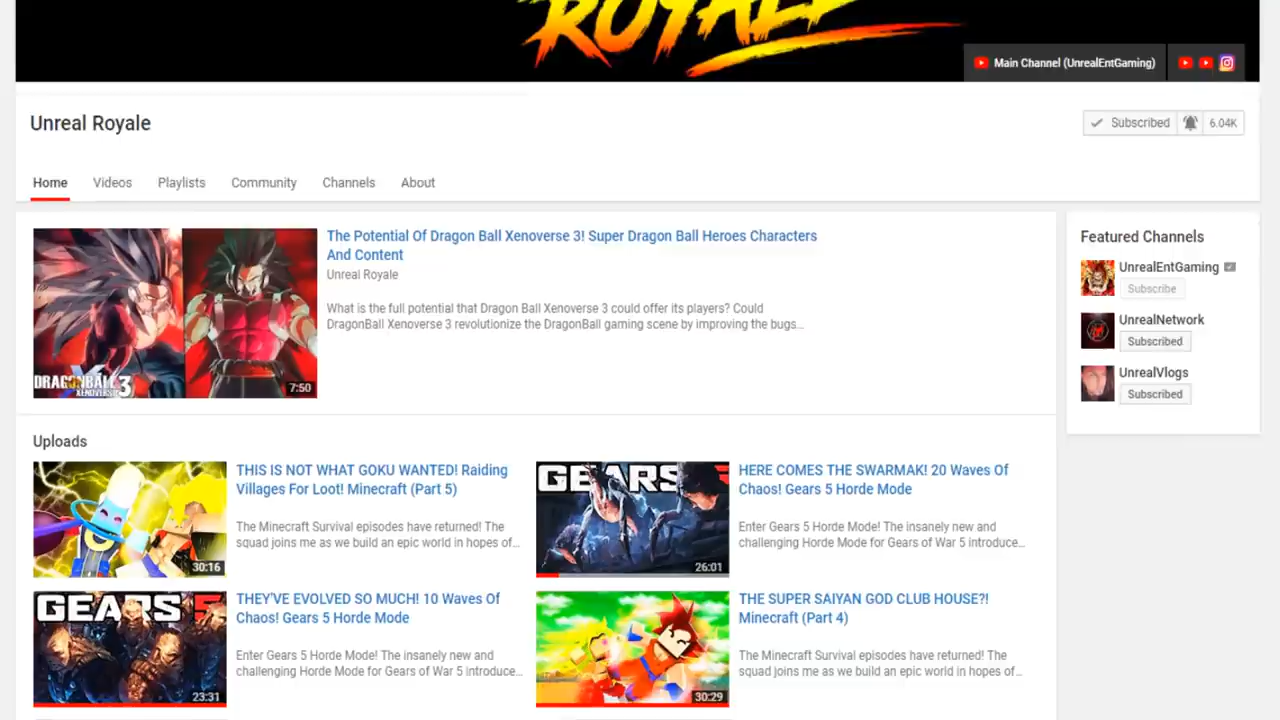 ROYALE
Main Channel (UnrealEntGaming)
Unreal Royale
Subscribed
6.04K
Home
Videos
Playlists
Community
Channels
About
The Potential Of Dragon Ball Xenoverse 3! Super Dragon Ball Heroes Characters
And Content
Unreal Royale
What is the full potential that Dragon Ball Xenoverse 3 could offer its players? Could
DragonBall Xenoverse 3 revolutionize the DragonBall gaming scene by improving the bugs...
DRAGONBALL
XENOVERSE 3
7:50
Featured Channels
UnrealEntGaming
Subscribe
UnrealNetwork
Subscribed
UnrealVlogs
Subscribed
Uploads
THIS IS NOT WHAT GOKU WANTED! Raiding
Villages For Loot! Minecraft (Part 5)
The Minecraft Survival episodes have returned! The
squad joins me as we build an epic world in hopes of...
30:16
GEARS 5
HERE COMES THE SWARMAK! 20 Waves Of
Chaos! Gears 5 Horde Mode
Enter Gears 5 Horde Mode! The insanely new and
challenging Horde Mode for Gears of War 5 introduce...
26:01
GEARS 5
THEY'VE EVOLVED SO MUCH! 10 Waves Of
Chaos! Gears 5 Horde Mode
Enter Gears 5 Horde Mode! The insanely new and
challenging Horde Mode for Gears of War 5 introduce...
23:31
THE SUPER SAIYAN GOD CLUB HOUSE?!
Minecraft (Part 4)
The Minecraft Survival episodes have returned! The
squad joins me as we build an epic world in hopes of...
30:29